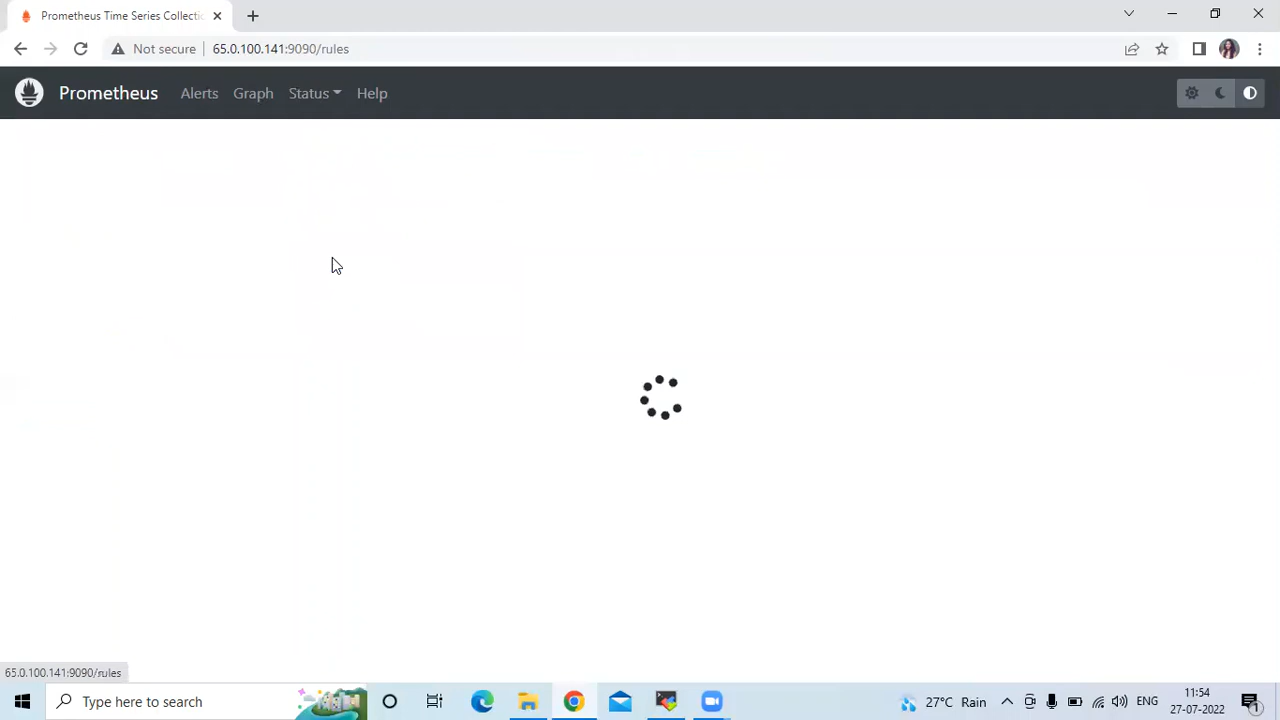 Prometheus Time Series Collecti
Not secure
65.0.100.141:9090/rules
Prometheus
Alerts
Graph
Status
Help
65.0.100.141:9090/rules
Type here to search
27°C Rain
ENG
11:54
27-07-2022
1